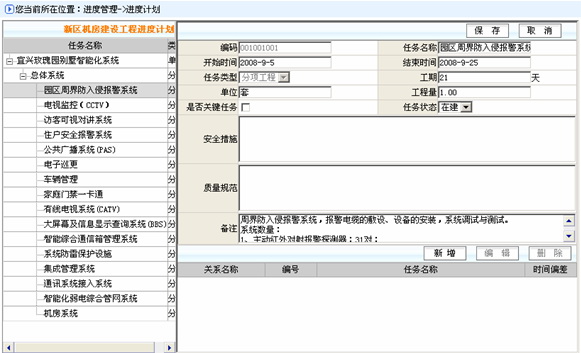 您当前所在位置：进度管理->进度计划
新区机房建设工程进度计划
任务名称 类
宜兴玫瑰园别墅智能化系统 单
总体系统 分
园区周界防入侵报警系统 分
电视监控（CCTV） 分
访客可视对讲系统 分
住户安全报警系统 分
公共广播系统(PAS) 分
电子巡更 分
车辆管理 分
家庭门禁一卡通 分
有线电视系统(CATV) 分
大屏幕及信息显示查询系统(BBS) 分
智能综合通信箱管理系统 分
系统防雷保护设施 分
集成管理系统 分
通讯系统接入系统 分
智能化弱电综合管网系统 分
机房系统 分
保 存 取 消
编码 001001001 任务名称 园区周界防入侵报警系统
开始时间 2008-9-5 结束时间 2008-9-25
任务类型 分项工程 工期 21 天
单位 套 工程量 1.00
是否关键任务 任务状态 在建
安全措施
质量规范
备注 周界防入侵报警系统，报警电缆的敷设、设备的安装，系统调试与测试。
系统数量：
1、主动红外对射报警探测器：31对；
新 增 编 辑 删 除
关系名称 编号 任务名称 时间偏差